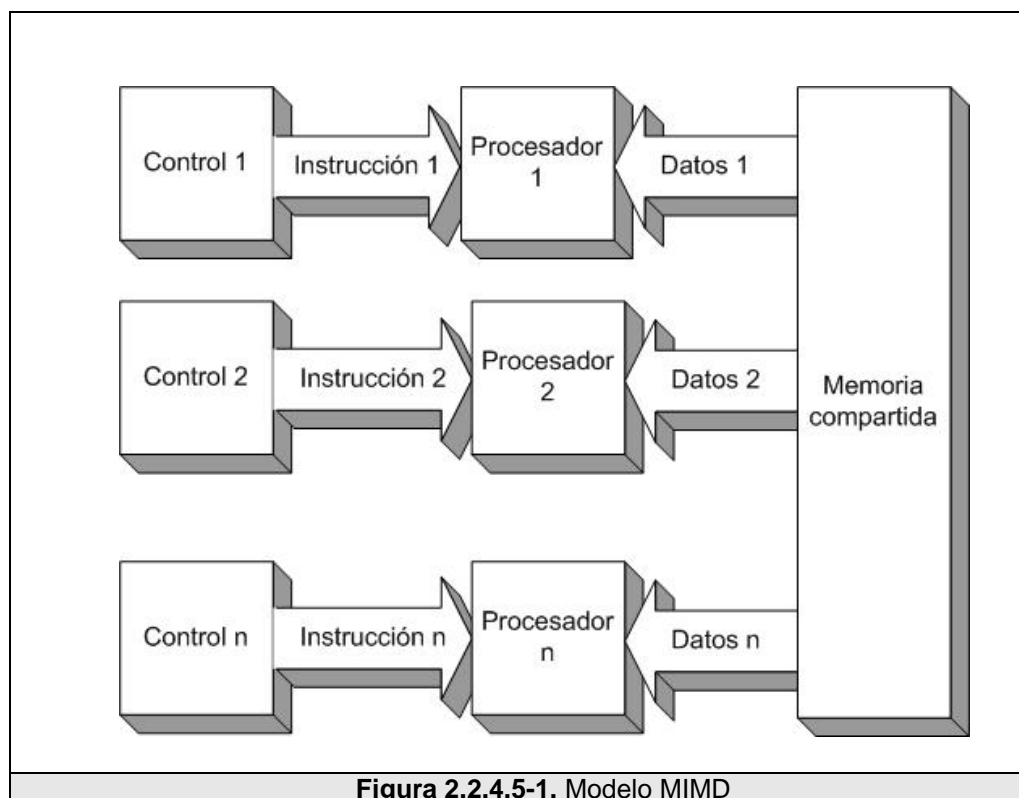 Control 1
Instrucción 1
Procesador
1
Datos 1
Control 2
Instrucción 2
Procesador
2
Datos 2
Memoria
compartida
Control n
Instrucción n
Procesador
n
Datos n
Figura 2.2.4.5-1. Modelo MIMD